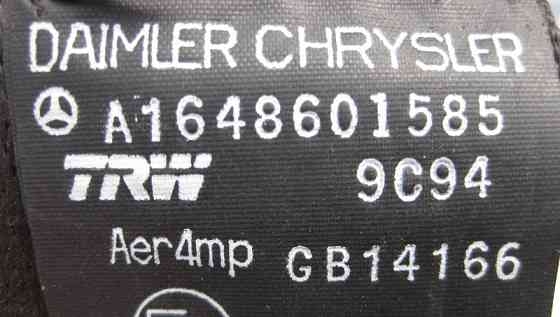 DAIMLER CHRYSLER
A1648601585
TRW 9C94
Aer4mp GB14166